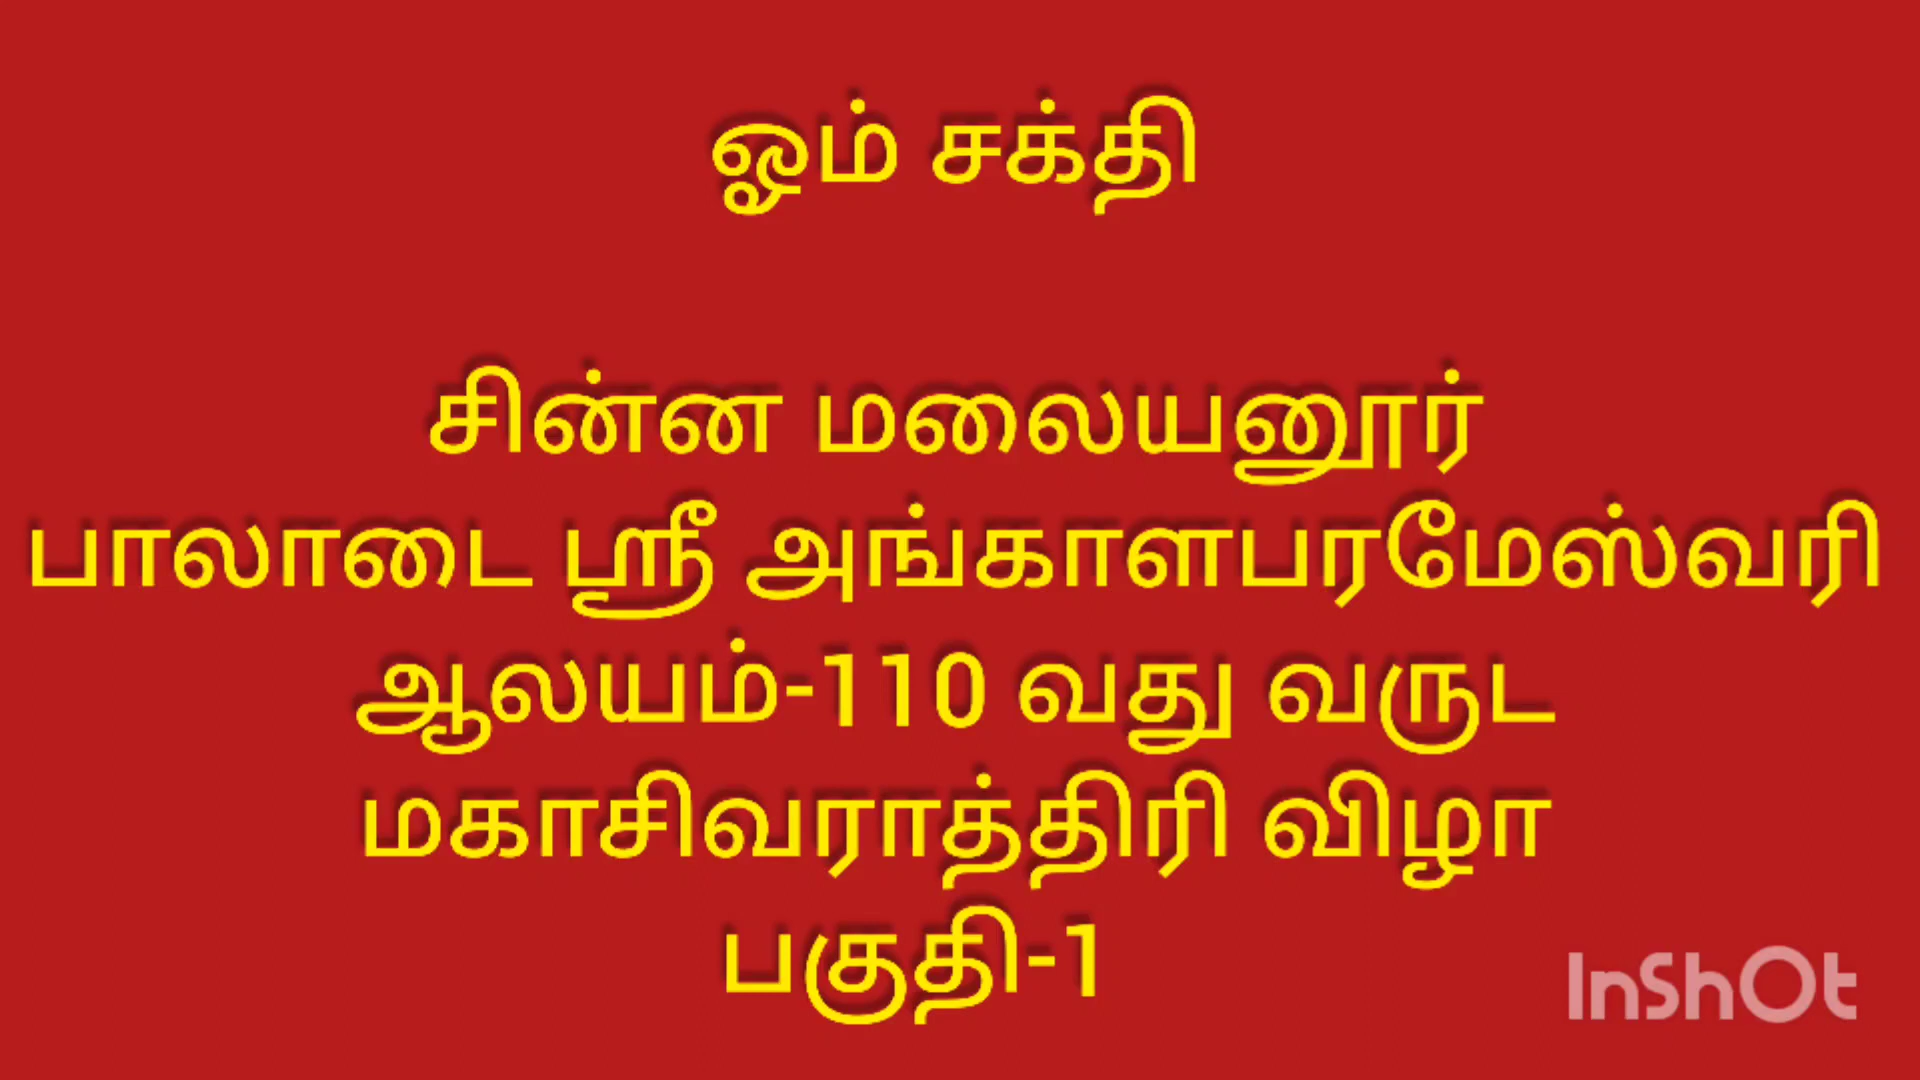 ஓம் சக்தி
சின்ன மலையனூர்
பாலாடை ஸ்ரீ அங்காளபரமேஸ்வரி
ஆலயம்-110 வது வருட
மகாசிவராத்திரி விழா
பகுதி-1
InShOt